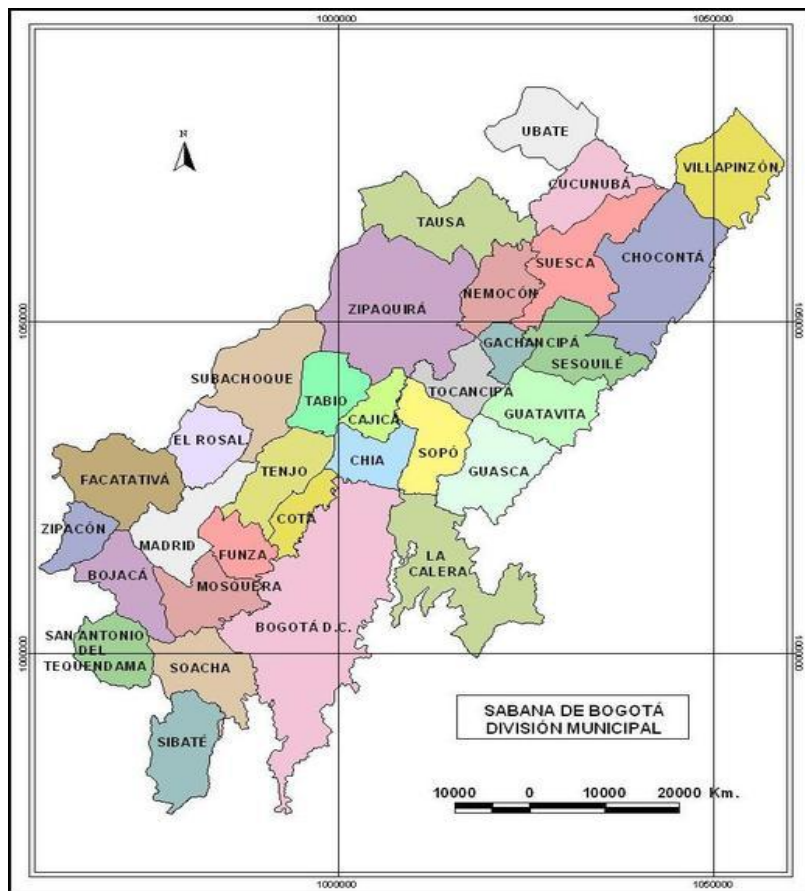 1000000
1050000
N
UBATE
VILLAPINZÓN
CUCUNUBÁ
TAUSA
SUESCA
CHOCONTÁ
NEMOCÓN
ZIPAQUIRÁ
1050000
1050000
GACHANCIPÁ
SESQUILÉ
SUBACHOQUE
TOCANCIPÁ
TABIO
GUATAVITA
CAJICÁ
EL ROSAL
SOPÓ
CHIA
TENJO
GUASCA
FACATATIVÁ
COTA
ZIPACÓN
MADRID
FUNZA
LA
CALERA
BOJACÁ
MOSQUERA
BOGOTÁ D.C.
SAN ANTONIO
DEL
TEQUENDAMA
SOACHA
1000000
1000000
SIBATÉ
SABANA DE BOGOTÁ
DIVISIÓN MUNICIPAL
10000 0 10000 20000 Km.
1000000
1050000